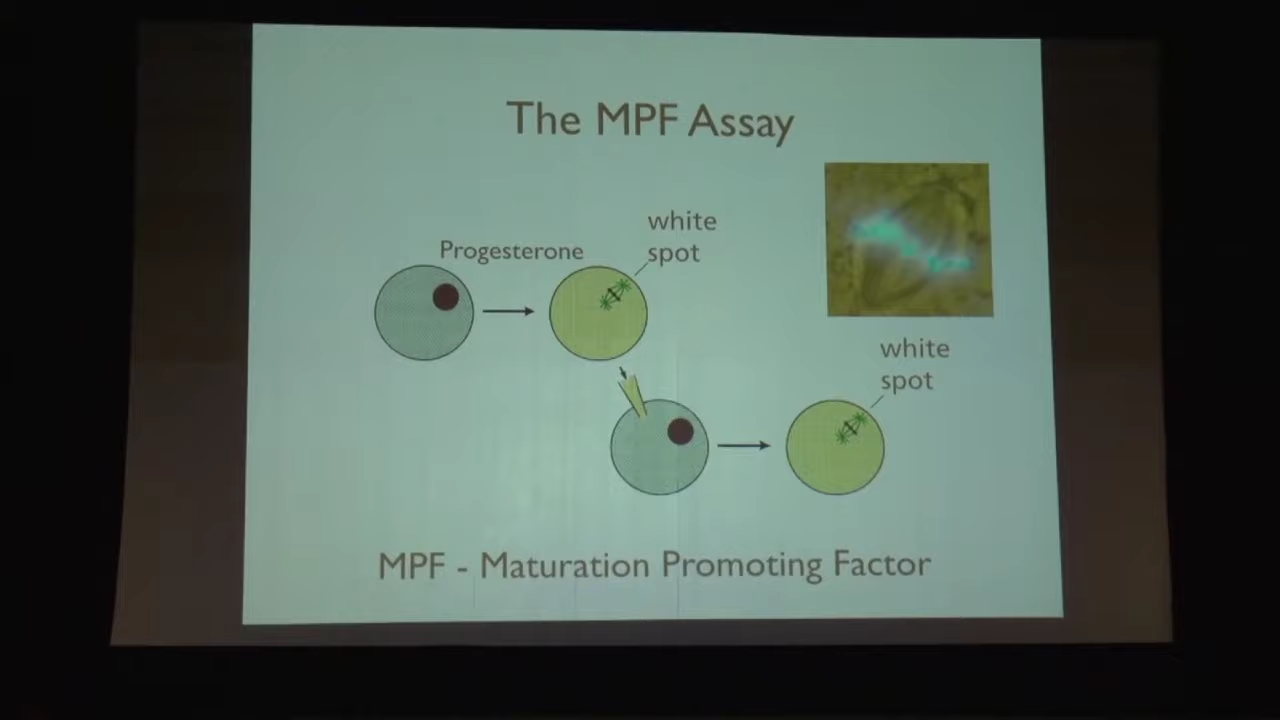 The MPF Assay
white
spot
Progesterone
white
spot
MPF - Maturation Promoting Factor